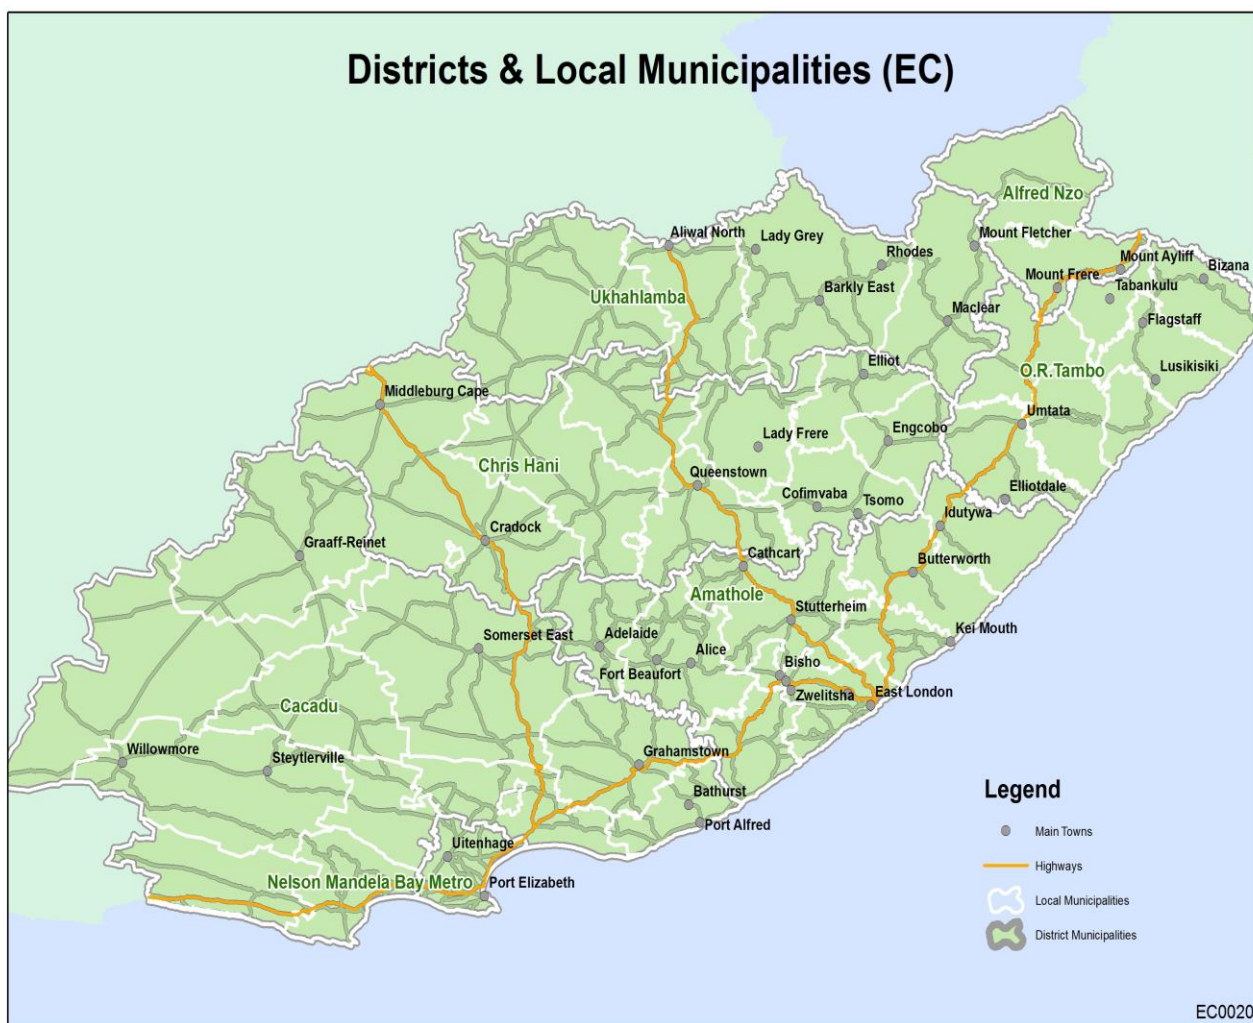 Districts & Local Municipalities (EC)
Alfred Nzo
Mount Fletcher
Aliwal North
Lady Grey
Rhodes
Mount Ayliff
Bizana
Mount Frere
Tabankulu
Barkly East
Ukhahlamba
Maclear
Flagstaff
Elliot
O.R.Tambo
Lusikisiki
Middleburg Cape
Umtata
Engcobo
Lady Frere
Chris Hani
Queenstown
Cofimvaba
Tsomo
Elliotdale
Idutywa
Cradock
Graaff-Reinet
Cathcart
Butterworth
Amathole
Stutterheim
Kei Mouth
Somerset East
Adelaide
Alice
Bisho
Fort Beaufort
Zwelitsha
East London
Cacadu
Willowmore
Steytlerville
Grahamstown
Bathurst
Port Alfred
Uitenhage
Nelson Mandela Bay Metro
Port Elizabeth
Legend
Main Towns
Highways
Local Municipalities
District Municipalities
EC0020